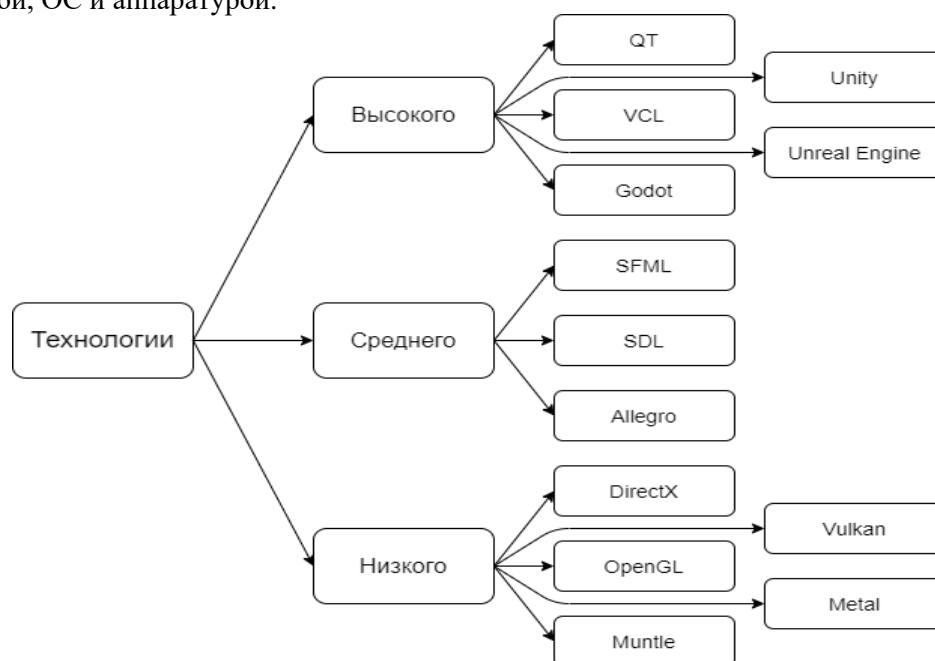 ОС и аппаратурой.
QT
Unity
Высокого
VCL
Unreal Engine
Godot
SFML
Технологии
Среднего
SDL
Allegro
DirectX
Vulkan
Низкого
OpenGL
Metal
Muntle